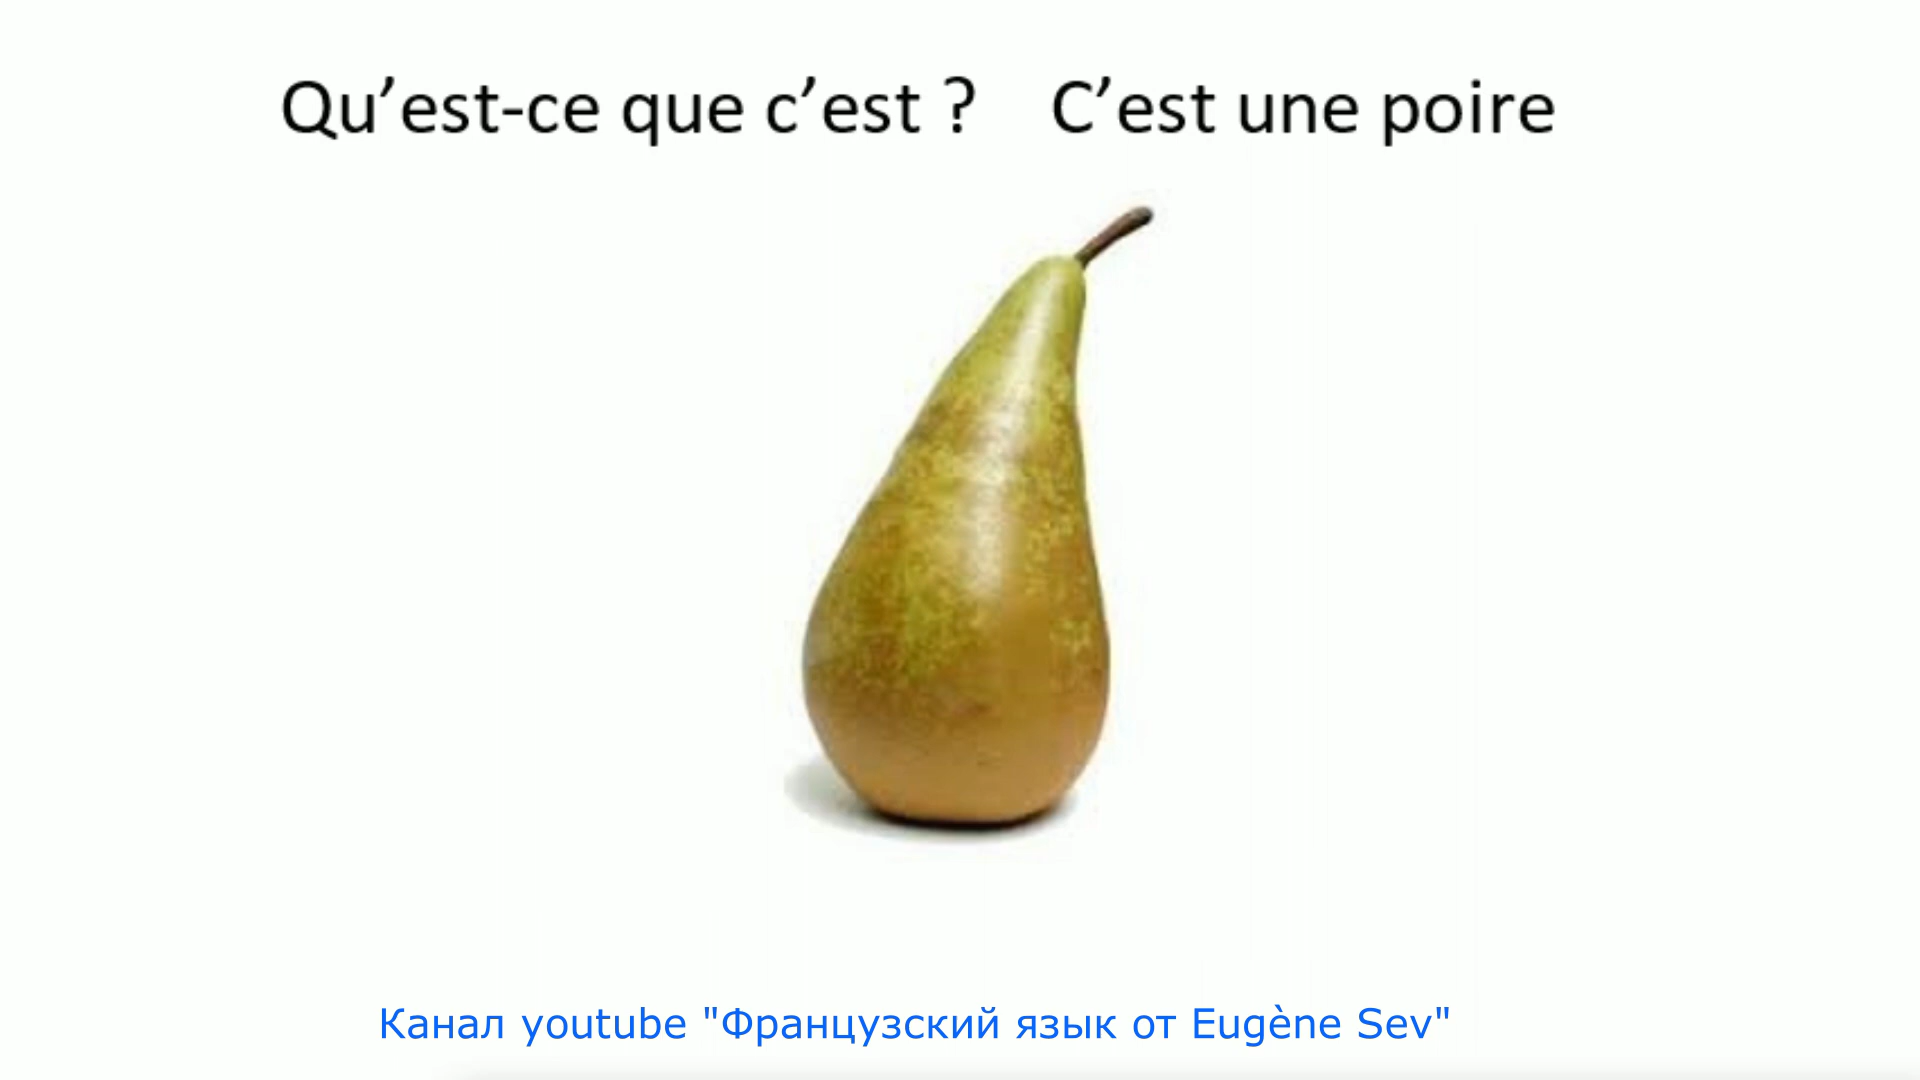 Qu’est-ce que c’est ? C’est une poire
Канал youtube "Французский язык от Eugène Sev"